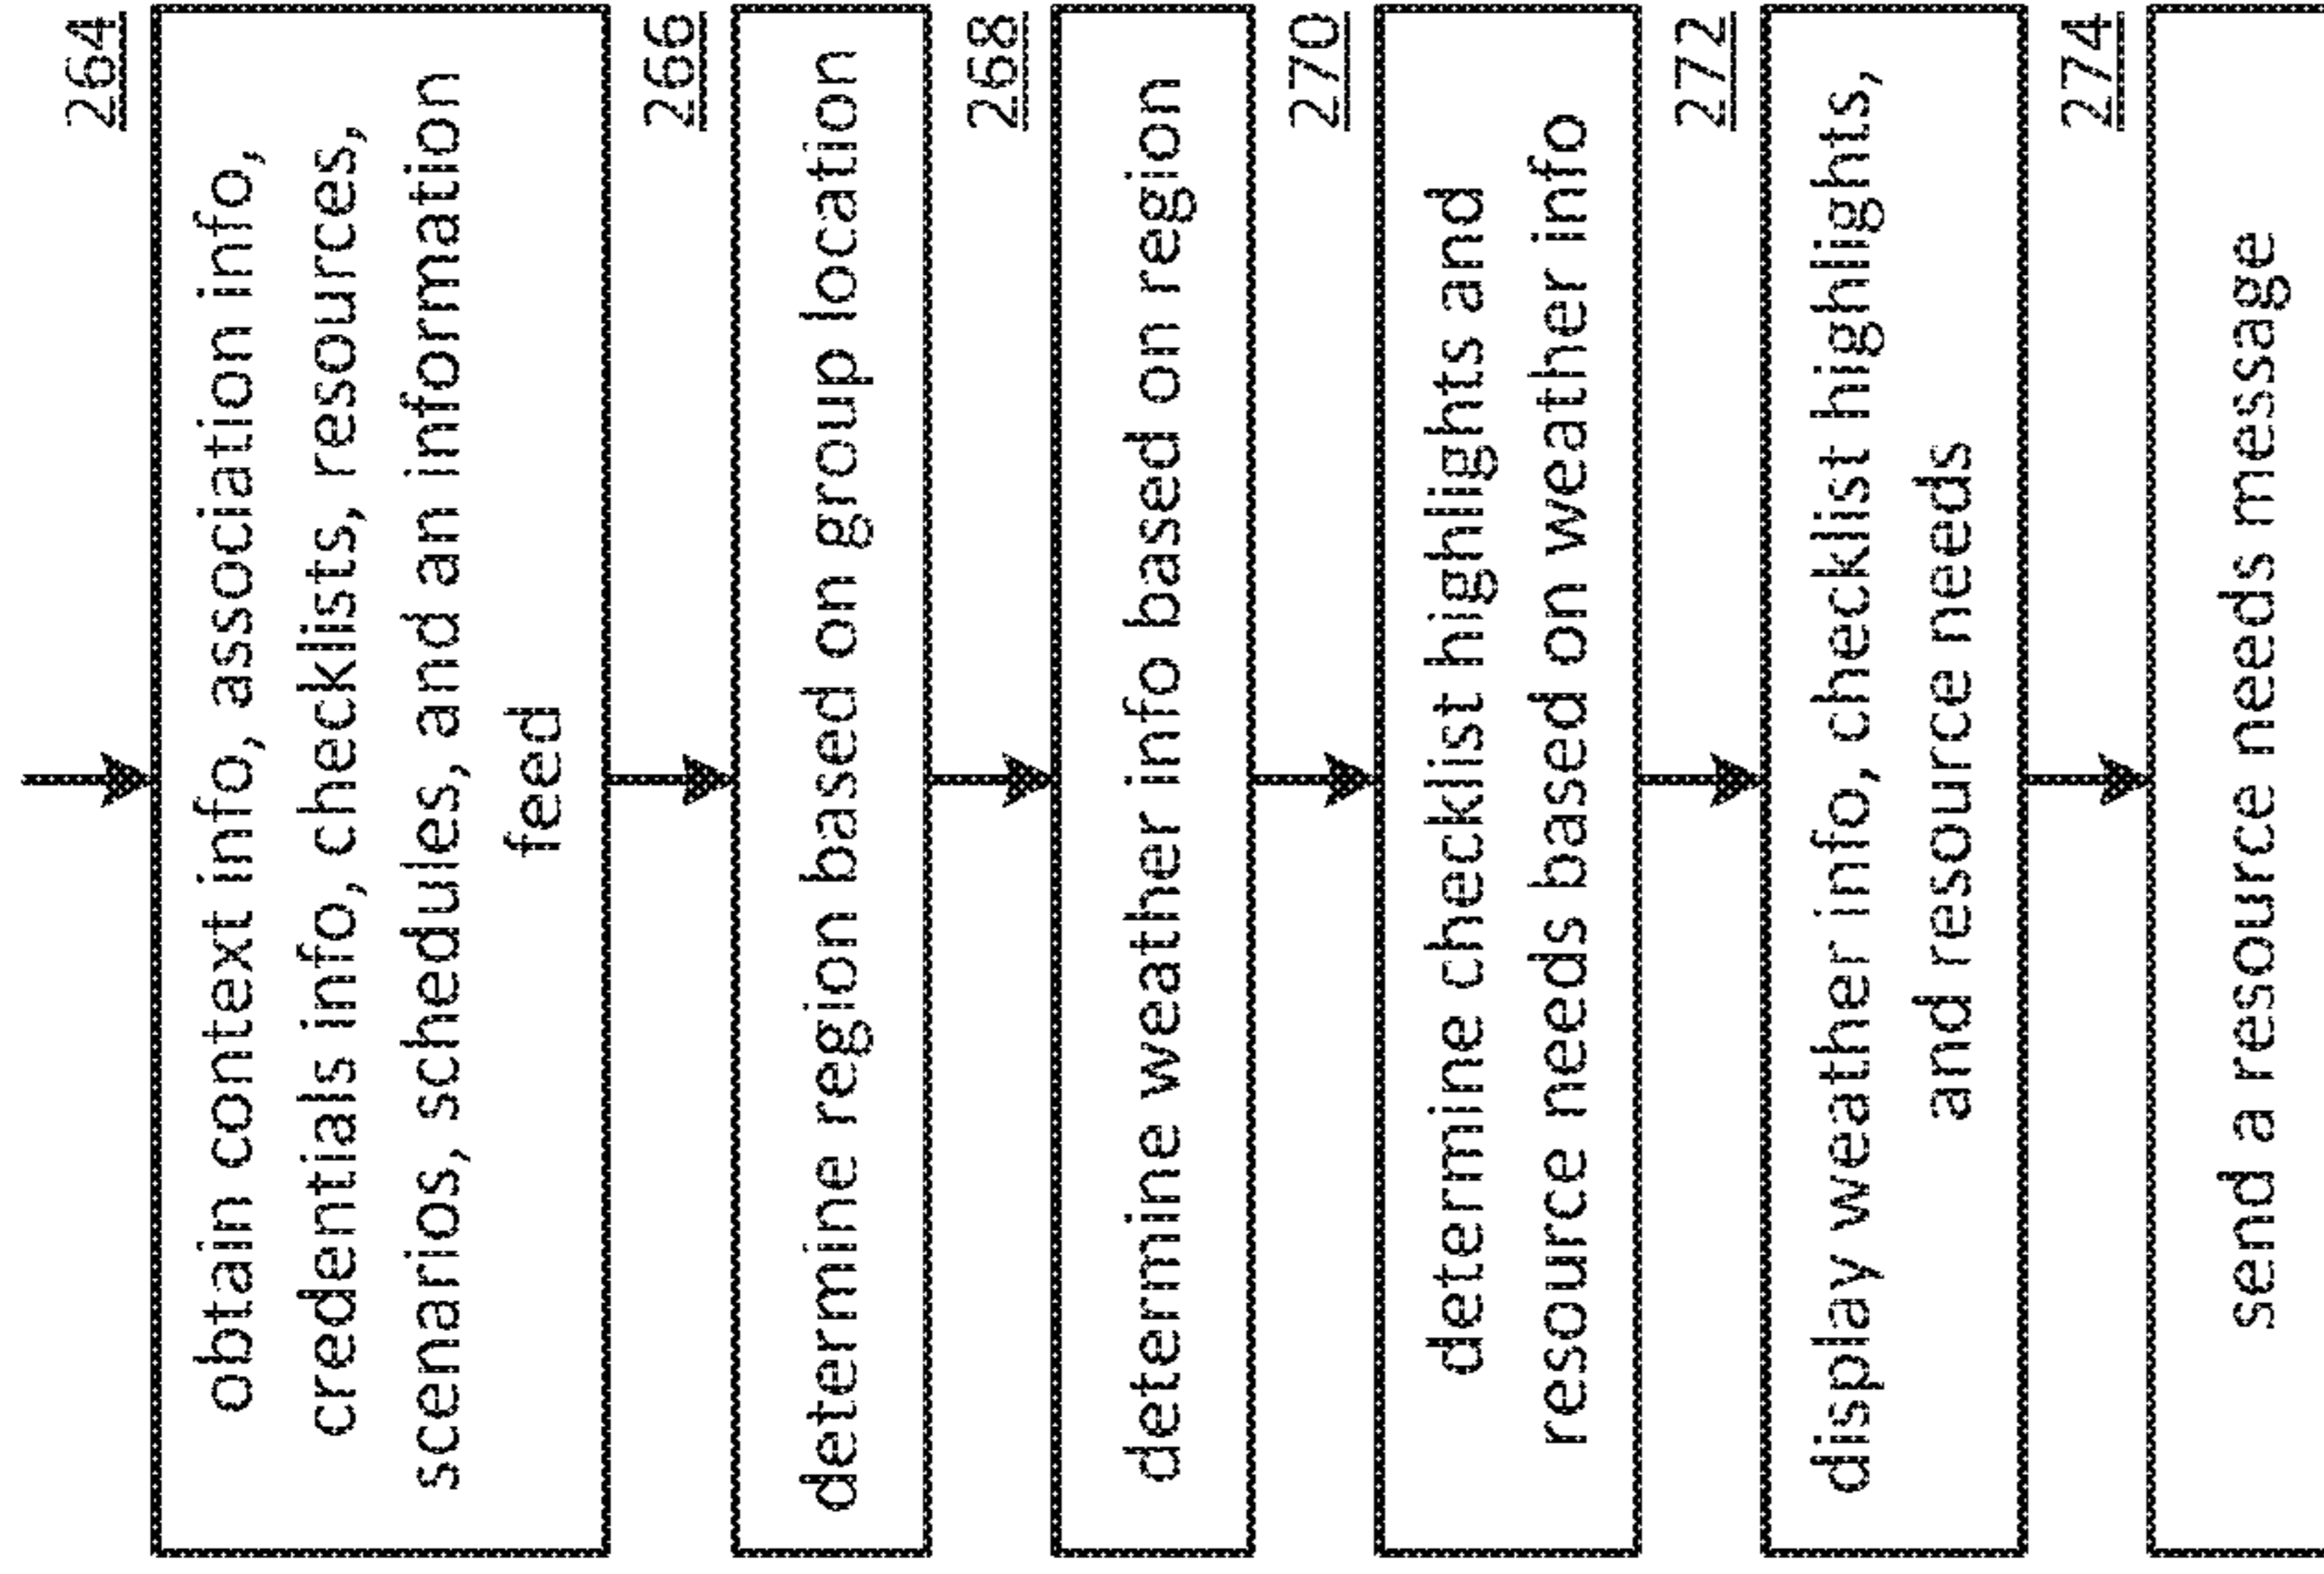 264
obtain context info, association info,
credentials info, checklists, resources,
scenarios, schedules, and an information
feed
266
determine region based on group location
268
determine weather info based on region
270
determine checklist highlights and
resource needs based on weather info
272
display weather info, checklist highlights,
and resource needs
274
send a resource needs message